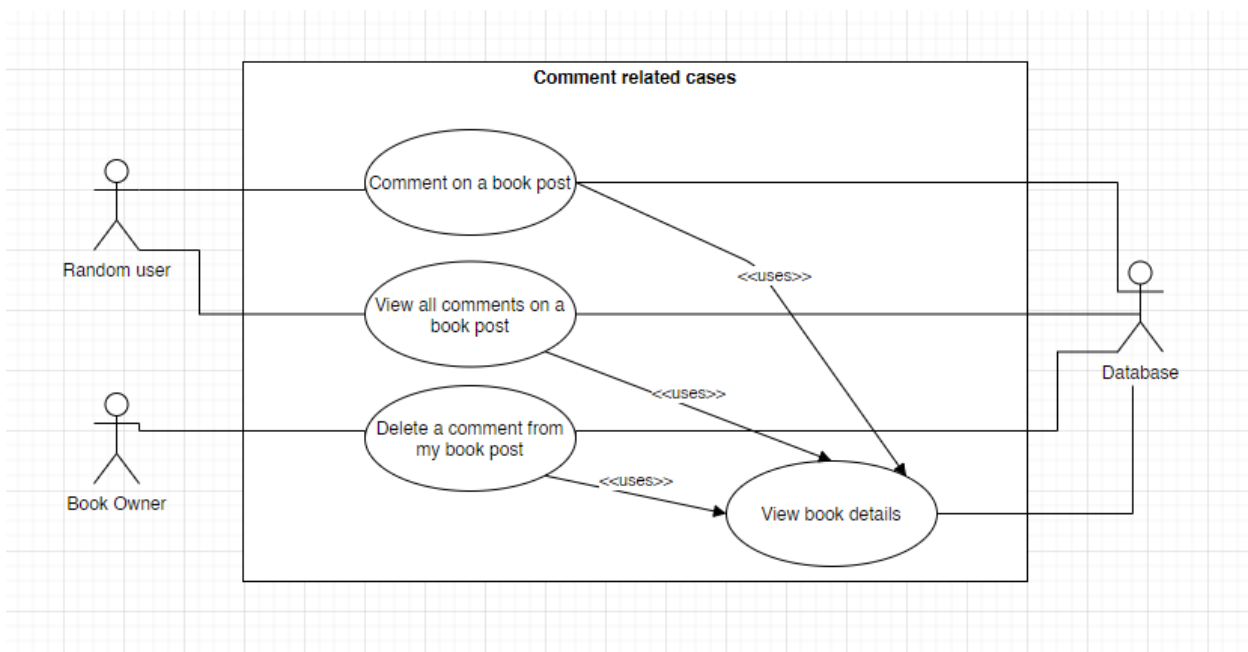 Comment related cases
Comment on a book post
Random user
<<uses>>
View all comments on a
book post
Database
<<uses>>
Delete a comment from
my book post
<<uses>>
Book Owner
View book details